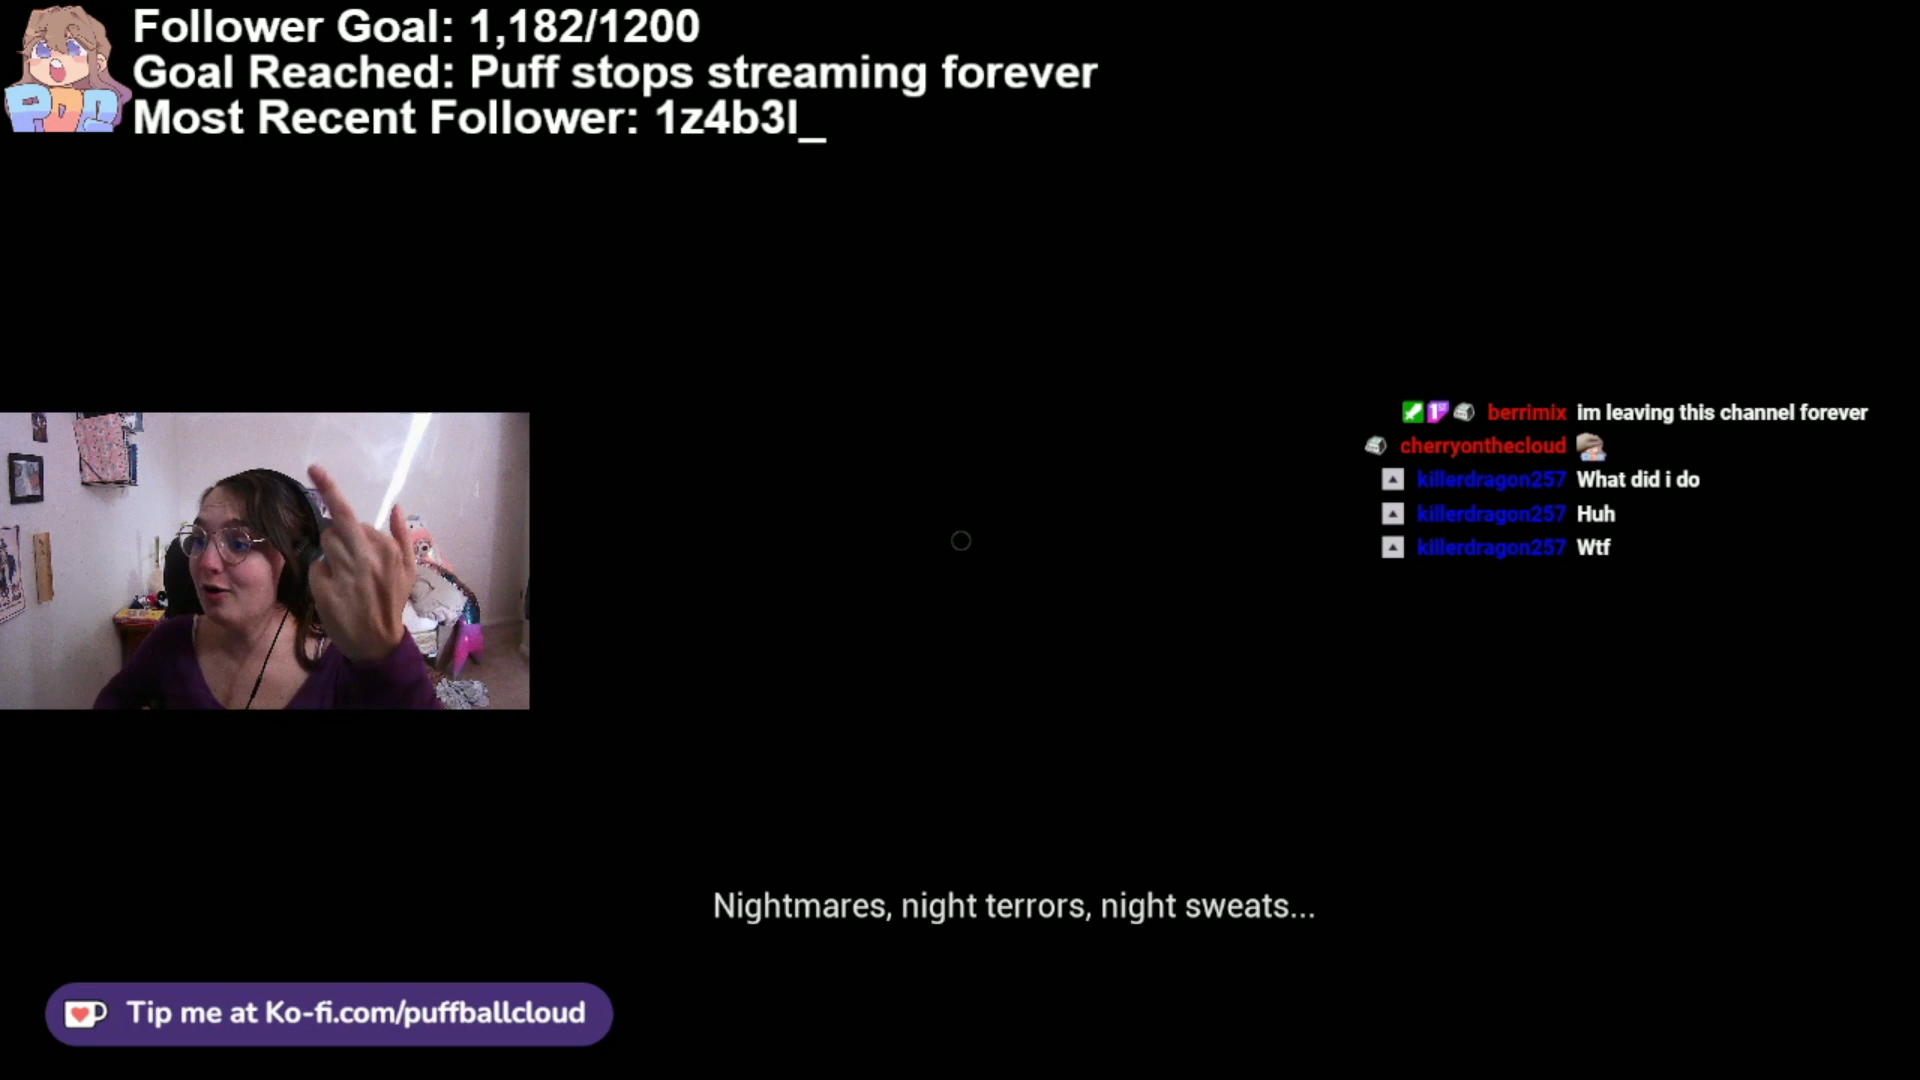 Follower Goal: 1,182/1200
Goal Reached: Puff stops streaming forever
Most Recent Follower: 1z4b3l_
PDC
berrimix im leaving this channel forever
cherryonthecloud
killerdragon257 What did i do
killerdragon257 Huh
killerdragon257 Wtf
Nightmares, night terrors, night sweats...
Tip me at Ko-fi.com/puffballcloud